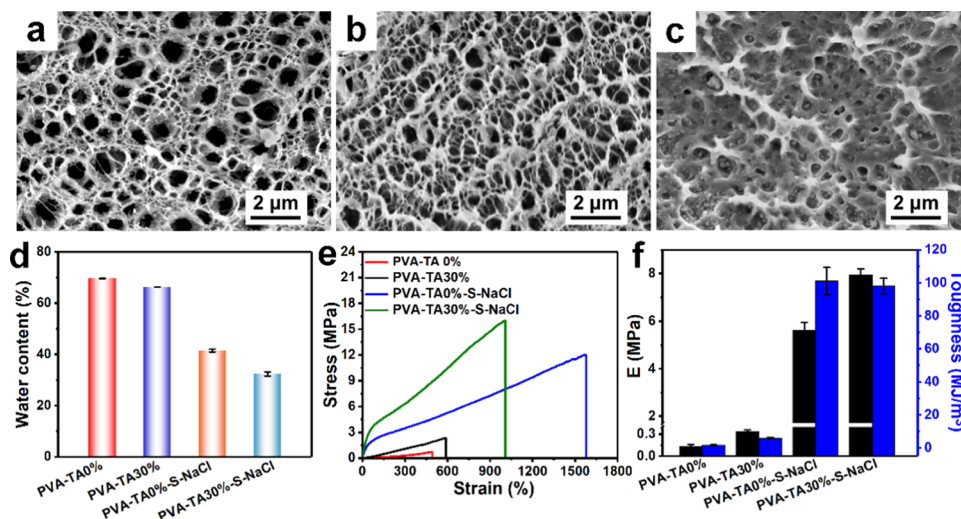 a
b
c
2 μm
2 μm
2 μm
d
Water content (%)
80
60
40
20
0
PVA-TA0%
PVA-TA30%
PVA-TA0%-S-NaCl
PVA-TA30%-S-NaCl
e
Stress (MPa)
24
21
18
15
12
9
6
3
0
PVA-TA 0%
PVA-TA30%
PVA-TA0%-S-NaCl
PVA-TA30%-S-NaCl
0 300 600 900 1200 1500 1800
Strain (%)
f
E (MPa)
8
6
4
2
0.3
0.0
PVA-TA0%
PVA-TA30%
PVA-TA0%-S-NaCl
PVA-TA30%-S-NaCl
120
100
80
60
40
20
0
Toughness (MJ/m³)